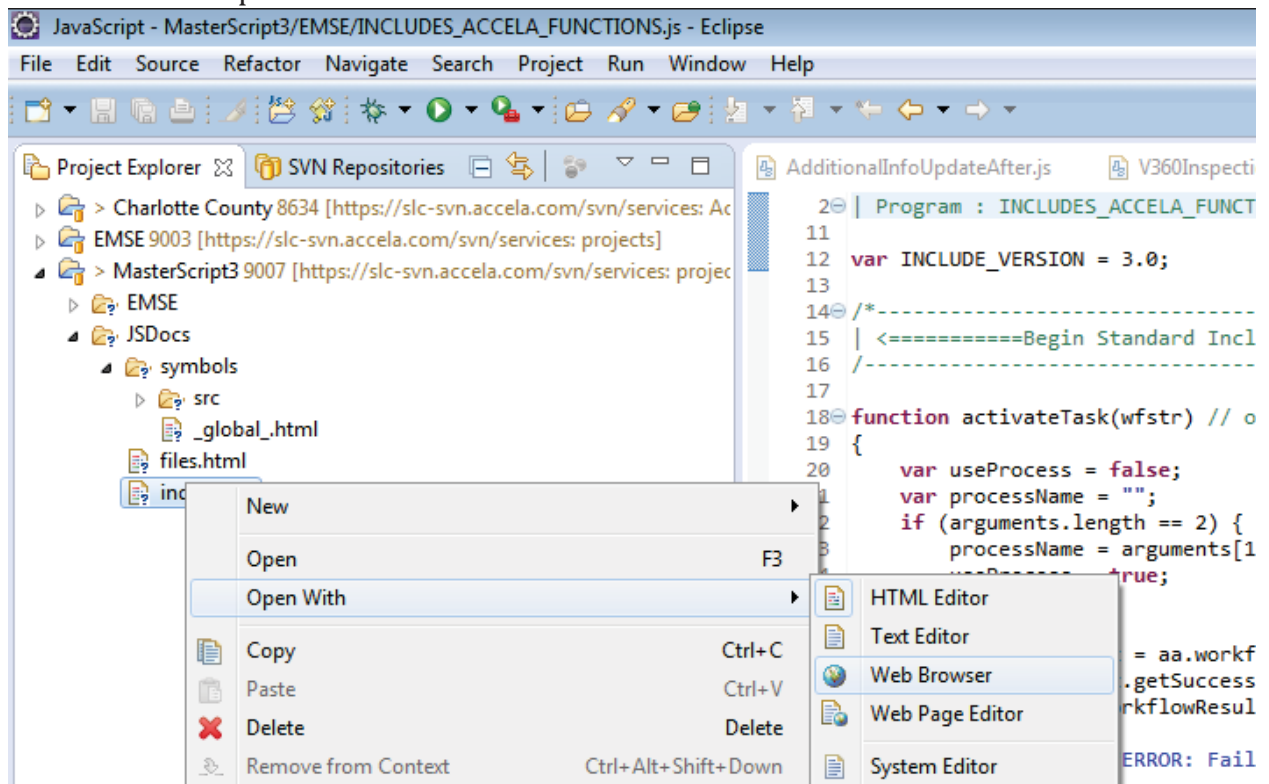 JavaScript - MasterScript3/EMSE/INCLUDES_ACCELA_FUNCTIONS.js - Eclipse
File Edit Source Refactor Navigate Search Project Run Window Help
Project Explorer SVN Repositories
AdditionalInfoUpdateAfter.js V360Inspecti
> Charlotte County 8634 [https://slc-svn.accela.com/svn/services: Ac
EMSE 9003 [https://slc-svn.accela.com/svn/services: projects]
> MasterScript3 9007 [https://slc-svn.accela.com/svn/services: projec
EMSE
JSDocs
symbols
src
_global_.html
files.html
inc
2 | Program : INCLUDES_ACCELA_FUNCT
11
12 var INCLUDE_VERSION = 3.0;
13
14 /*-------------------------------
15 | <===========Begin Standard Incl
16 /--------------------------------
17
18 function activateTask(wfstr) // o
19 {
20 var useProcess = false;
1 var processName = "";
2 if (arguments.length == 2) {
3 processName = arguments[1
true;
= aa.workf
.getSuccess
rkflowResul
ERROR: Fail
New
Open F3
Open With
Copy Ctrl+C
Paste Ctrl+V
Delete Delete
Remove from Context Ctrl+Alt+Shift+Down
HTML Editor
Text Editor
Web Browser
Web Page Editor
System Editor